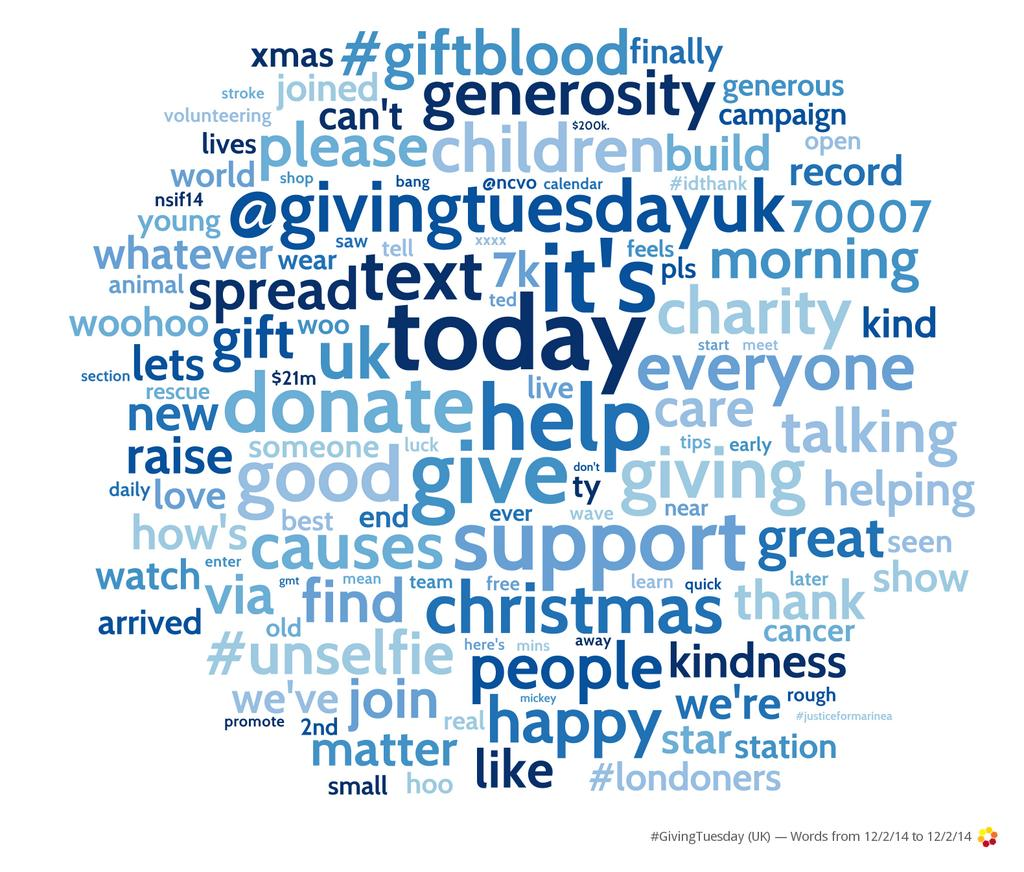 xmas #giftblood finally
stroke joined generosity generous
volunteering can't $200k. campaign
lives please children build open
world shop bang @ncvo calendar #idthank record
nsif14 young @givingtuesdayuk 70007
whatever wear saw tell xxxx 7k it's feels pls morning
animal spread text ted charity
woohoo gift woo today kind
section lets $21m uk start meet everyone
rescue new donate live help care talking
raise someone luck tips early
daily love good give don't ty giving helping
how's best end ever wave near
watch enter causes support great seen
gmt mean team free learn quick later show
arrived via find christmas thank
old cancer
#unselfie here's mins away people kindness
we've join mickey we're rough
promote 2nd real happy #justiceformarinea
matter star station
small hoo like #londoners
#GivingTuesday (UK) — Words from 12/2/14 to 12/2/14